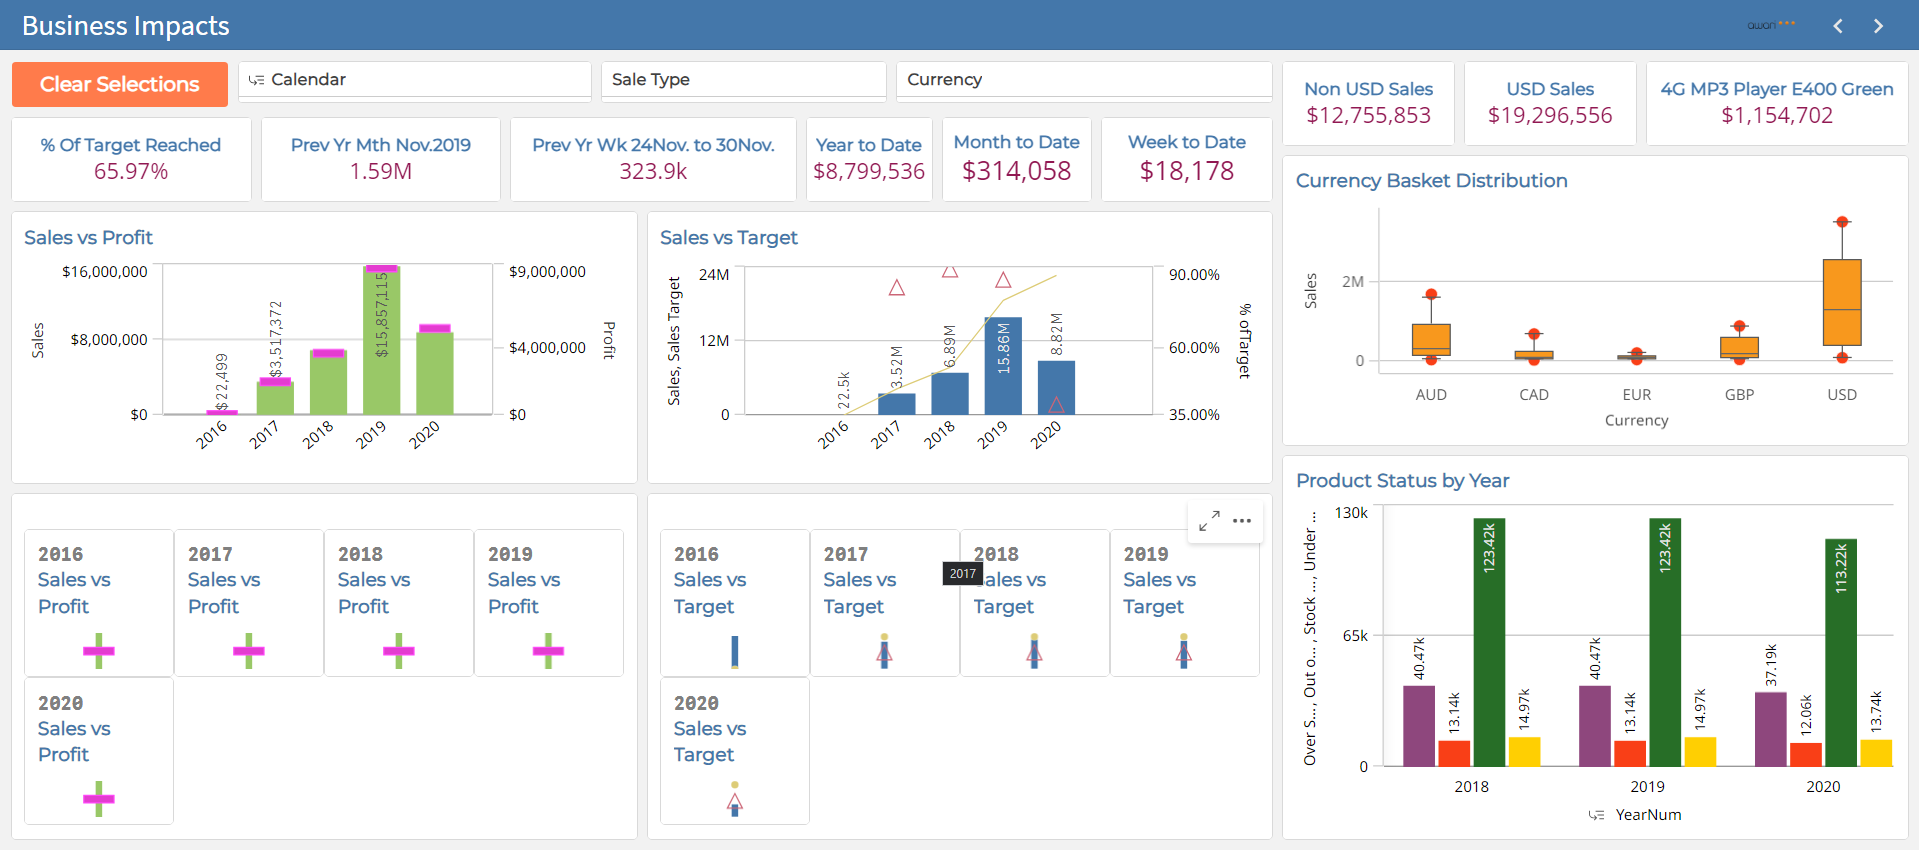 Business Impacts
awari
Clear Selections
Calendar
Sale Type
Currency
Non USD Sales
$12,755,853
USD Sales
$19,296,556
4G MP3 Player E400 Green
$1,154,702
% Of Target Reached
65.97%
Prev Yr Mth Nov.2019
1.59M
Prev Yr Wk 24Nov. to 30Nov.
323.9k
Year to Date
$8,799,536
Month to Date
$314,058
Week to Date
$18,178
Sales vs Profit
Sales
$16,000,000
$8,000,000
$0
$22,499
$3,517,372
$15,857,115
$9,000,000
$4,000,000
$0
Profit
2016
2017
2018
2019
2020
Sales vs Target
Sales, Sales Target
24M
12M
0
22.5k
3.52M
6.89M
15.86M
8.82M
90.00%
60.00%
35.00%
% ofTarget
2016
2017
2018
2019
2020
Currency Basket Distribution
Sales
2M
0
AUD
CAD
EUR
GBP
USD
Currency
2016
Sales vs
Profit
2017
Sales vs
Profit
2018
Sales vs
Profit
2019
Sales vs
Profit
2020
Sales vs
Profit
2016
Sales vs
Target
2017
Sales vs
Target
2017
2018
Sales vs
Target
2019
Sales vs
Target
2020
Sales vs
Target
Product Status by Year
Over S..., Out o..., Stock ..., Under ...
130k
65k
0
40.47k
13.14k
123.42k
14.97k
40.47k
13.14k
123.42k
14.97k
37.19k
12.06k
113.22k
13.74k
2018
2019
2020
YearNum